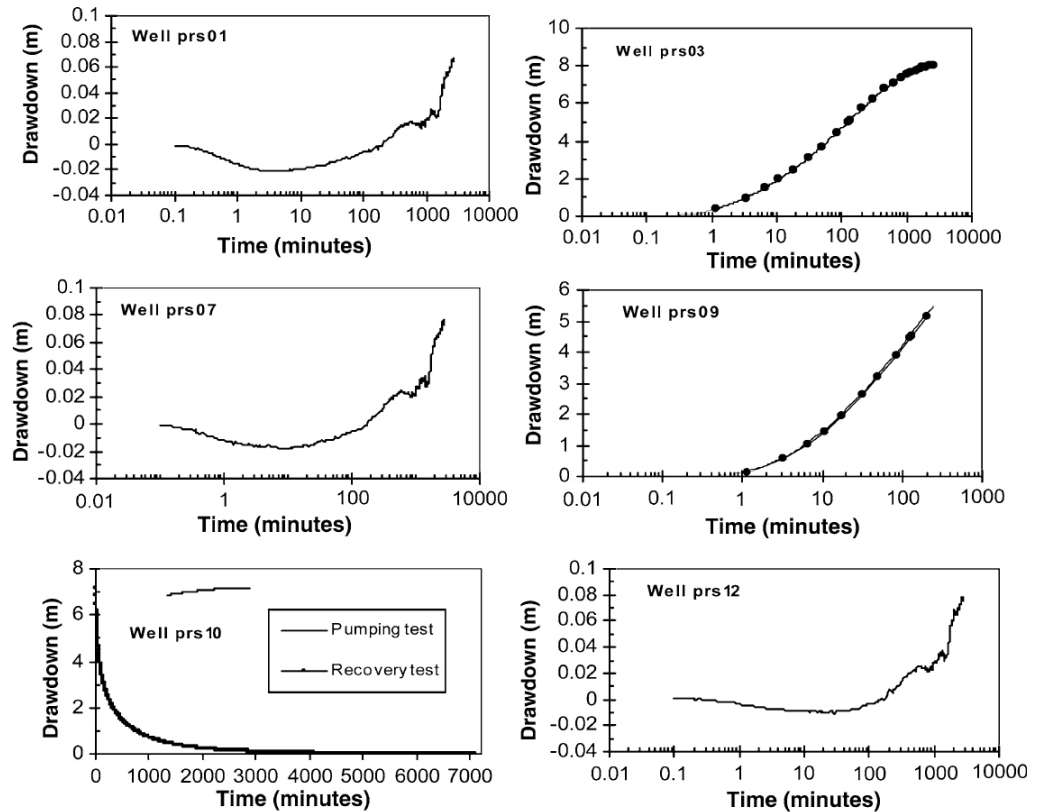 0.1
0.08
0.06
0.04
0.02
0
-0.02
-0.04
Drawdown (m)
Well prs01
0.01 0.1 1 10 100 1000 10000
Time (minutes)
10
8
6
4
2
0
Drawdown (m)
Well prs03
0.01 0.1 1 10 100 1000 10000
Time (minutes)
0.1
0.08
0.06
0.04
0.02
0
-0.02
-0.04
Drawdown (m)
Well prs07
0.01 1 100 10000
Time (minutes)
6
5
4
3
2
1
0
Drawdown (m)
Well prs09
0.01 0.1 1 10 100 1000
Time (minutes)
8
6
4
2
0
Drawdown (m)
Well prs10
Pumping test
Recovery test
0 1000 2000 3000 4000 5000 6000 7000
Time (minutes)
0.1
0.08
0.06
0.04
0.02
0
-0.02
-0.04
Drawdown (m)
Well prs12
0.01 0.1 1 10 100 1000 10000
Time (minutes)